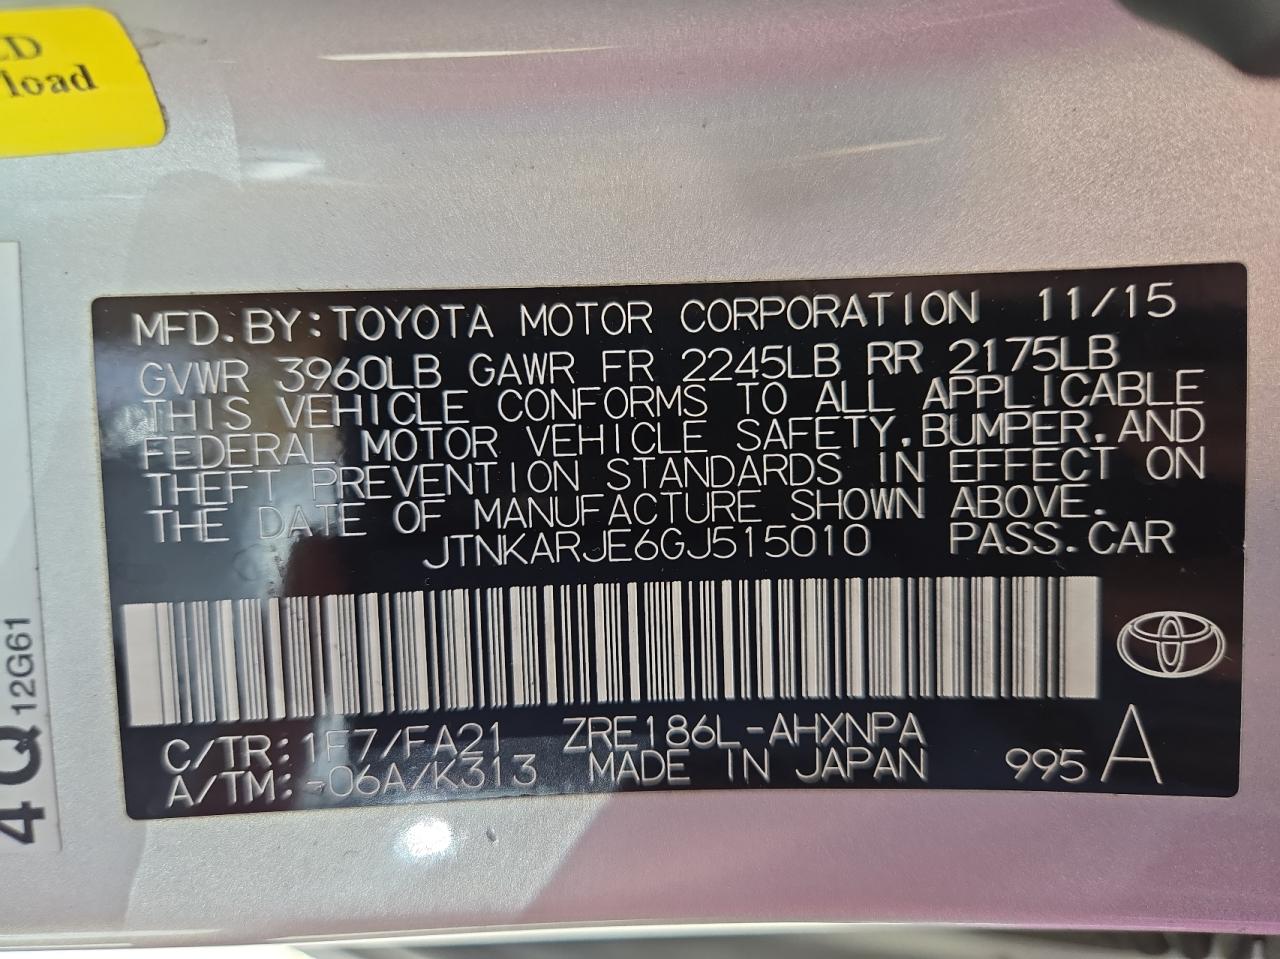 LD
load
4Q 12G61
MFD. BY: TOYOTA MOTOR CORPORATION 11/15
GVWR 3960LB GAWR FR 2245LB RR 2175LB
THIS VEHICLE CONFORMS TO ALL APPLICABLE
FEDERAL MOTOR VEHICLE SAFETY, BUMPER, AND
THEFT PREVENTION STANDARDS IN EFFECT ON
THE DATE OF MANUFACTURE SHOWN ABOVE.
JTNKARJE6GJ515010 PASS. CAR
C/TR: 1F7/FA21 ZRE186L-AHXNPA
A/TM: -06A/K313 MADE IN JAPAN 995 A